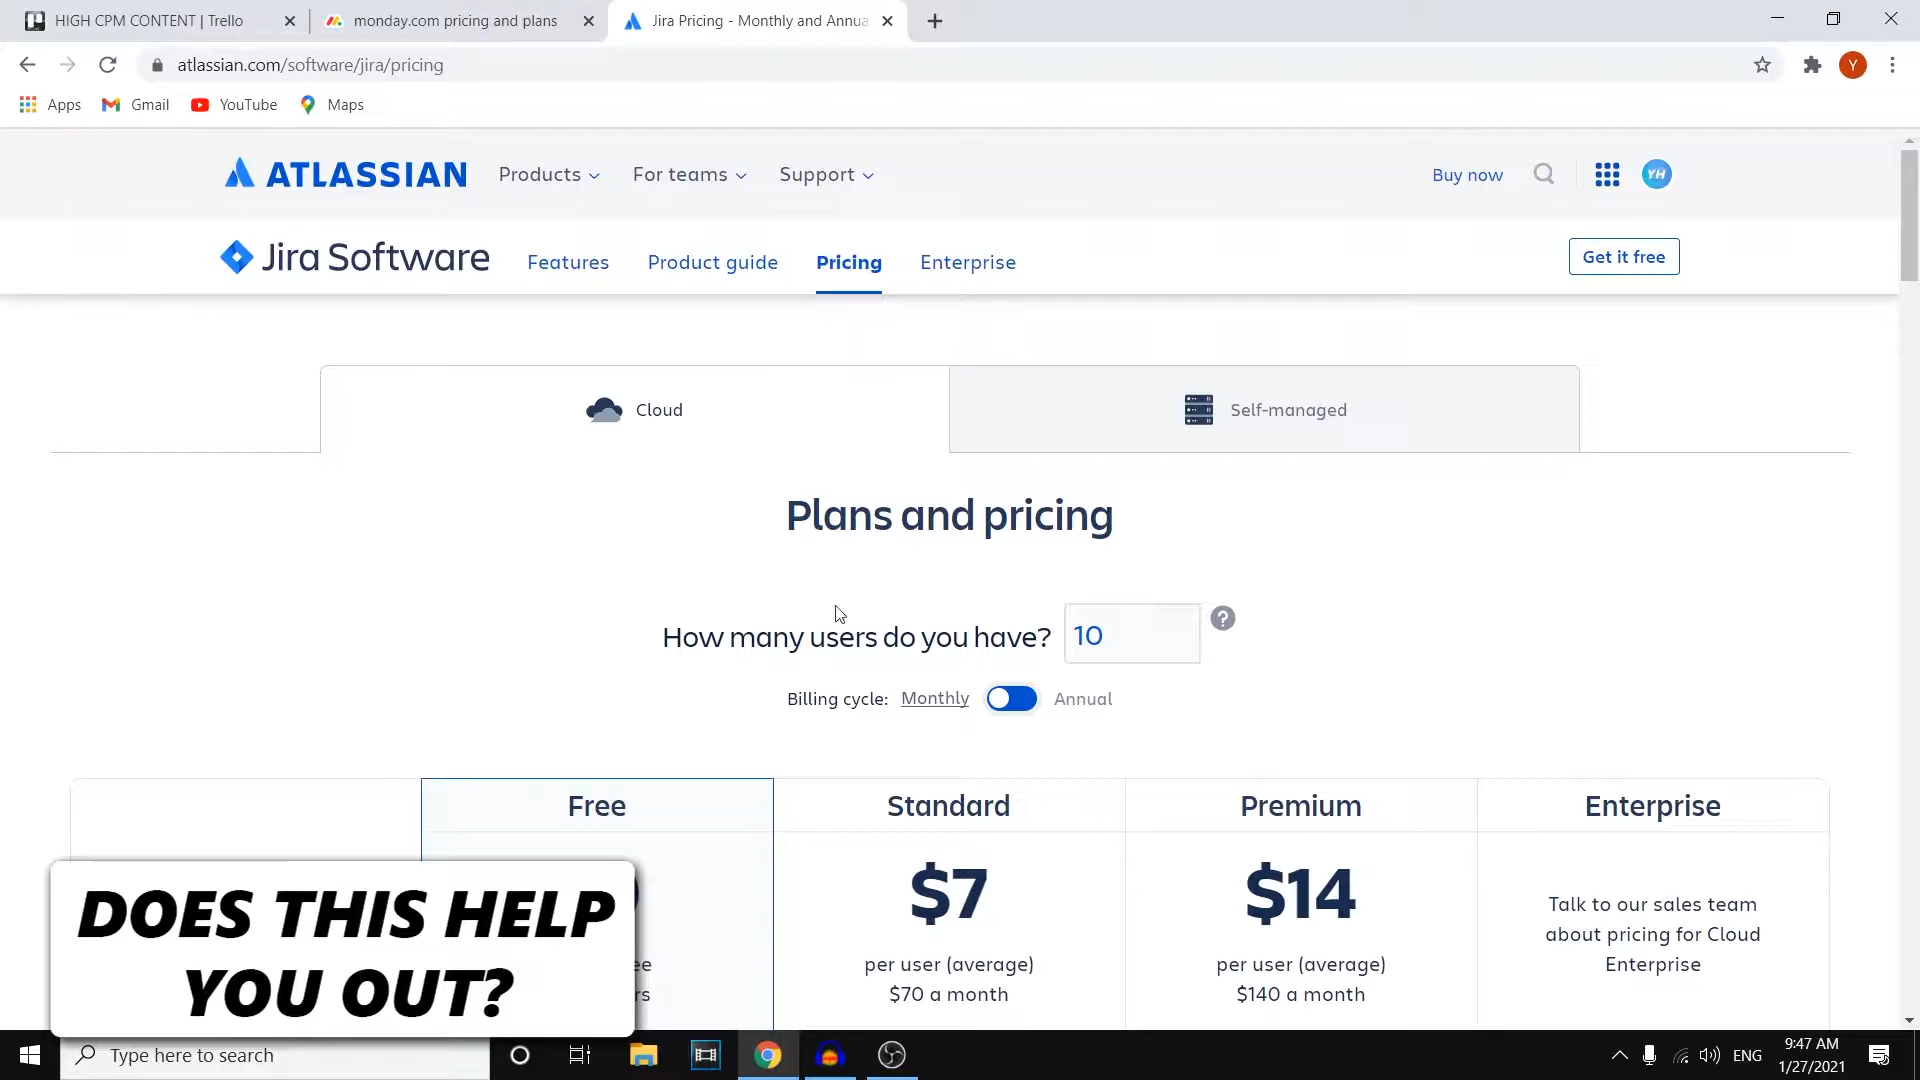 HIGH CPM CONTENT | Trello
monday.com pricing and plans
Jira Pricing - Monthly and Annua
atlassian.com/software/jira/pricing
Y
Apps
Gmail
YouTube
Maps
ATLASSIAN
Products
For teams
Support
Buy now
YH
Jira Software
Features
Product guide
Pricing
Enterprise
Get it free
Cloud
Self-managed
Plans and pricing
How many users do you have?
10
?
Billing cycle: Monthly
Annual
Free
Standard
Premium
Enterprise
$7
per user (average)
$70 a month
$14
per user (average)
$140 a month
Talk to our sales team
about pricing for Cloud
Enterprise
DOES THIS HELP
YOU OUT?
Type here to search
ENG
9:47 AM
1/27/2021